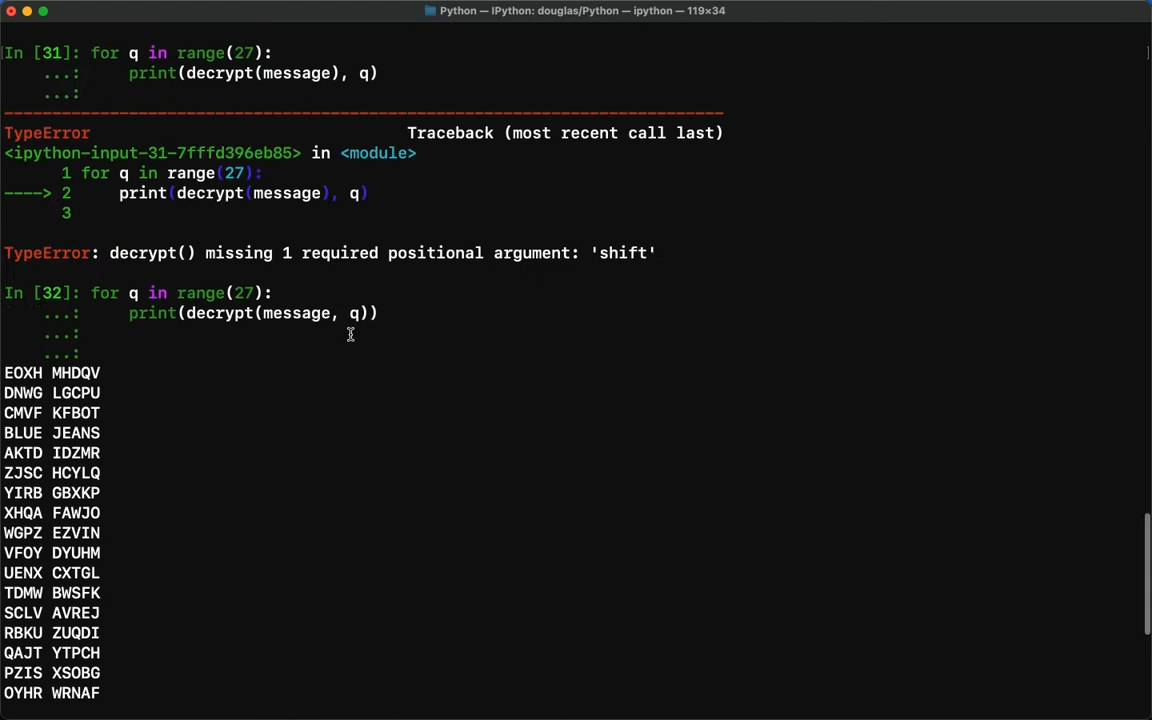 Python — IPython: douglas/Python — ipython — 119×34
In [31]: for q in range(27):
...: print(decrypt(message), q)
...:
TypeError Traceback (most recent call last)
<ipython-input-31-7fffd396eb85> in <module>
1 for q in range(27):
----> 2 print(decrypt(message), q)
3
TypeError: decrypt() missing 1 required positional argument: 'shift'
In [32]: for q in range(27):
...: print(decrypt(message, q))
...:
...:
EOXH MHDQV
DNWG LGCPU
CMVF KFBOT
BLUE JEANS
AKTD IDZMR
ZJSC HCYLQ
YIRB GBXKP
XHQA FAWJO
WGPZ EZVIN
VFOY DYUHM
UENX CXTGL
TDMW BWSFK
SCLV AVREJ
RBKU ZUQDI
QAJT YTPCH
PZIS XSOBG
OYHR WRNAF